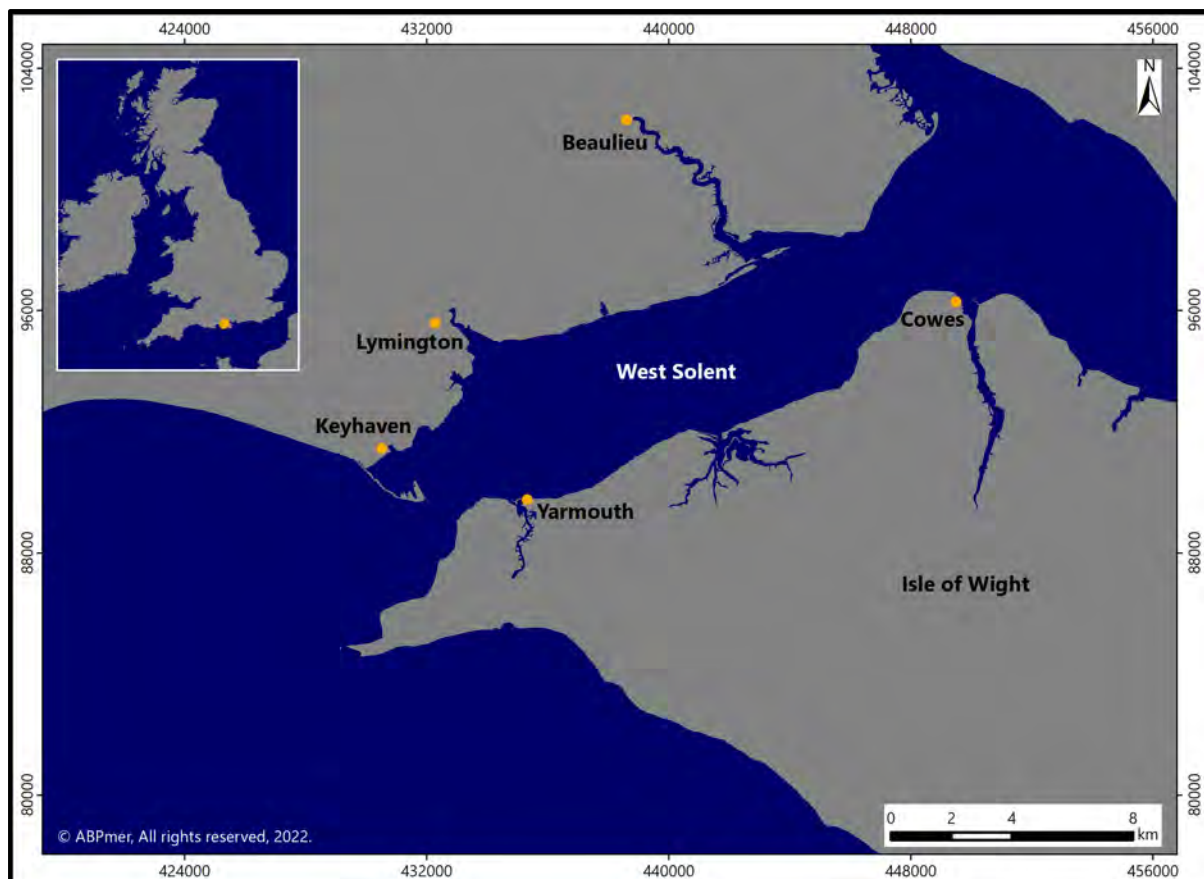 424000 432000 440000 448000 456000
104000 104000
N
Beaulieu
96000 96000
Cowes
Lymington
West Solent
Keyhaven
Yarmouth
88000 88000
Isle of Wight
80000 80000
0 2 4 8
km
© ABPmer, All rights reserved, 2022.
424000 432000 440000 448000 456000